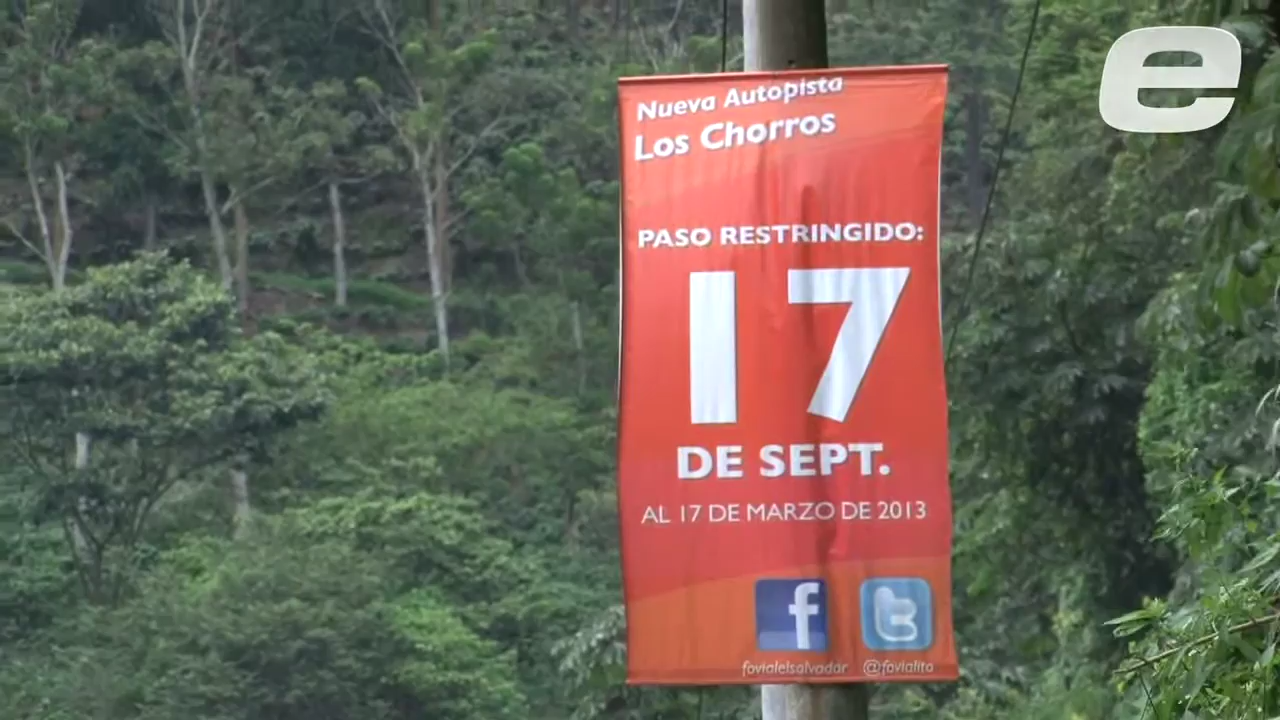 e
Nueva Autopista
Los Chorros
PASO RESTRINGIDO:
17
DE SEPT.
AL 17 DE MARZO DE 2013
f t
fovialelsalvador @fovialito